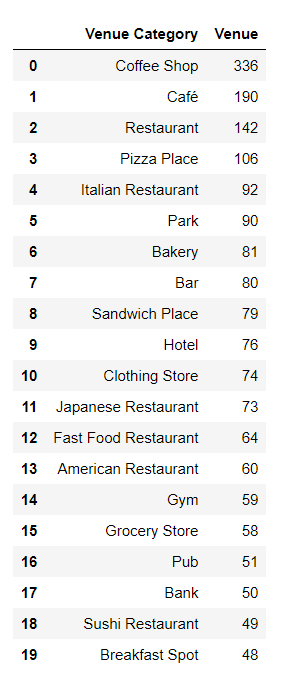 Venue Category Venue
0 Coffee Shop 336
1 Café 190
2 Restaurant 142
3 Pizza Place 106
4 Italian Restaurant 92
5 Park 90
6 Bakery 81
7 Bar 80
8 Sandwich Place 79
9 Hotel 76
10 Clothing Store 74
11 Japanese Restaurant 73
12 Fast Food Restaurant 64
13 American Restaurant 60
14 Gym 59
15 Grocery Store 58
16 Pub 51
17 Bank 50
18 Sushi Restaurant 49
19 Breakfast Spot 48